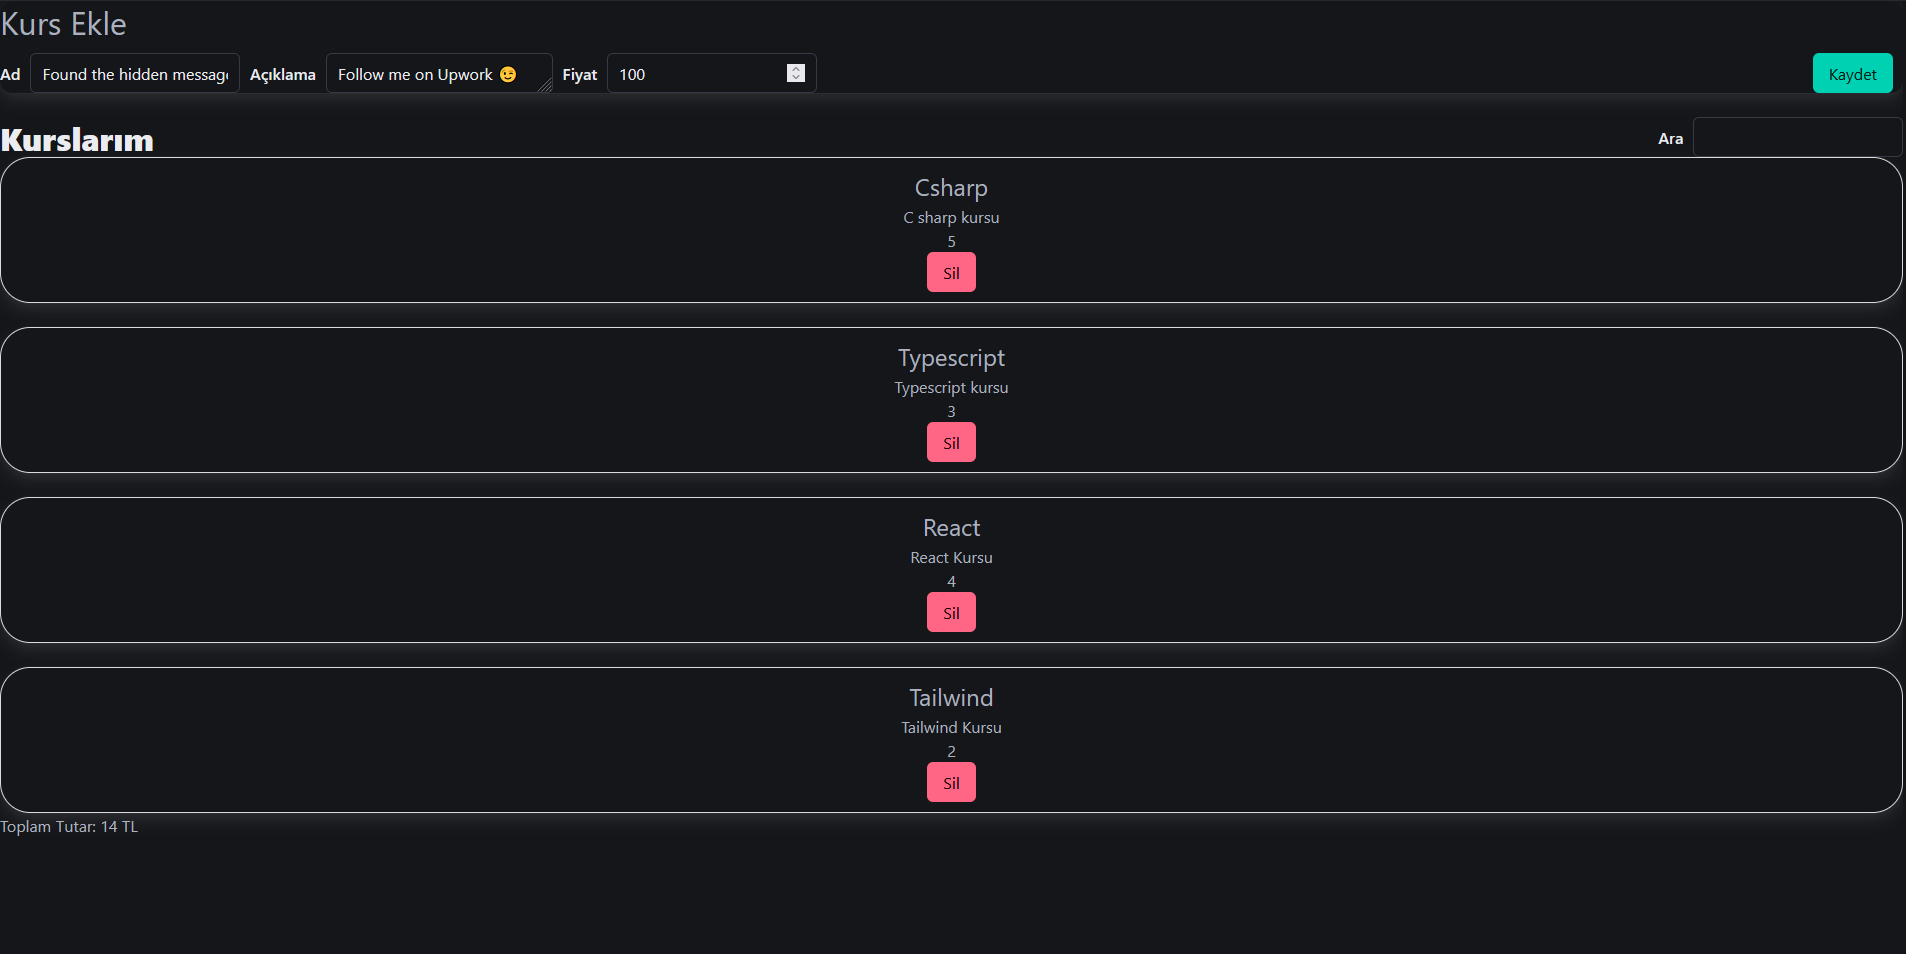 Kurs Ekle
Ad Found the hidden message Açıklama Follow me on Upwork 😉 Fiyat 100 Kaydet
Kurslarım Ara
Csharp
C sharp kursu
5
Sil
Typescript
Typescript kursu
3
Sil
React
React Kursu
4
Sil
Tailwind
Tailwind Kursu
2
Sil
Toplam Tutar: 14 TL